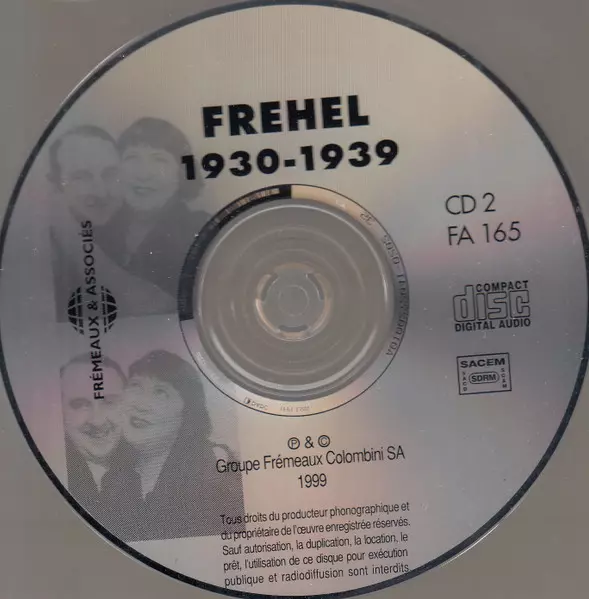 FREHEL
1930-1939
CD 2
FA 165
FRÉMEAUX & ASSOCIÉS
COMPACT
disc
DIGITAL AUDIO
SACEM
SACD SDRM SGAM
℗ & ©
Groupe Frémeaux Colombini SA
1999
Tous droits du producteur phonographique et
du propriétaire de l'œuvre enregistrée réservés.
Sauf autorisation, la duplication, la location, le
prêt, l'utilisation de ce disque pour exécution
publique et radiodiffusion sont interdits